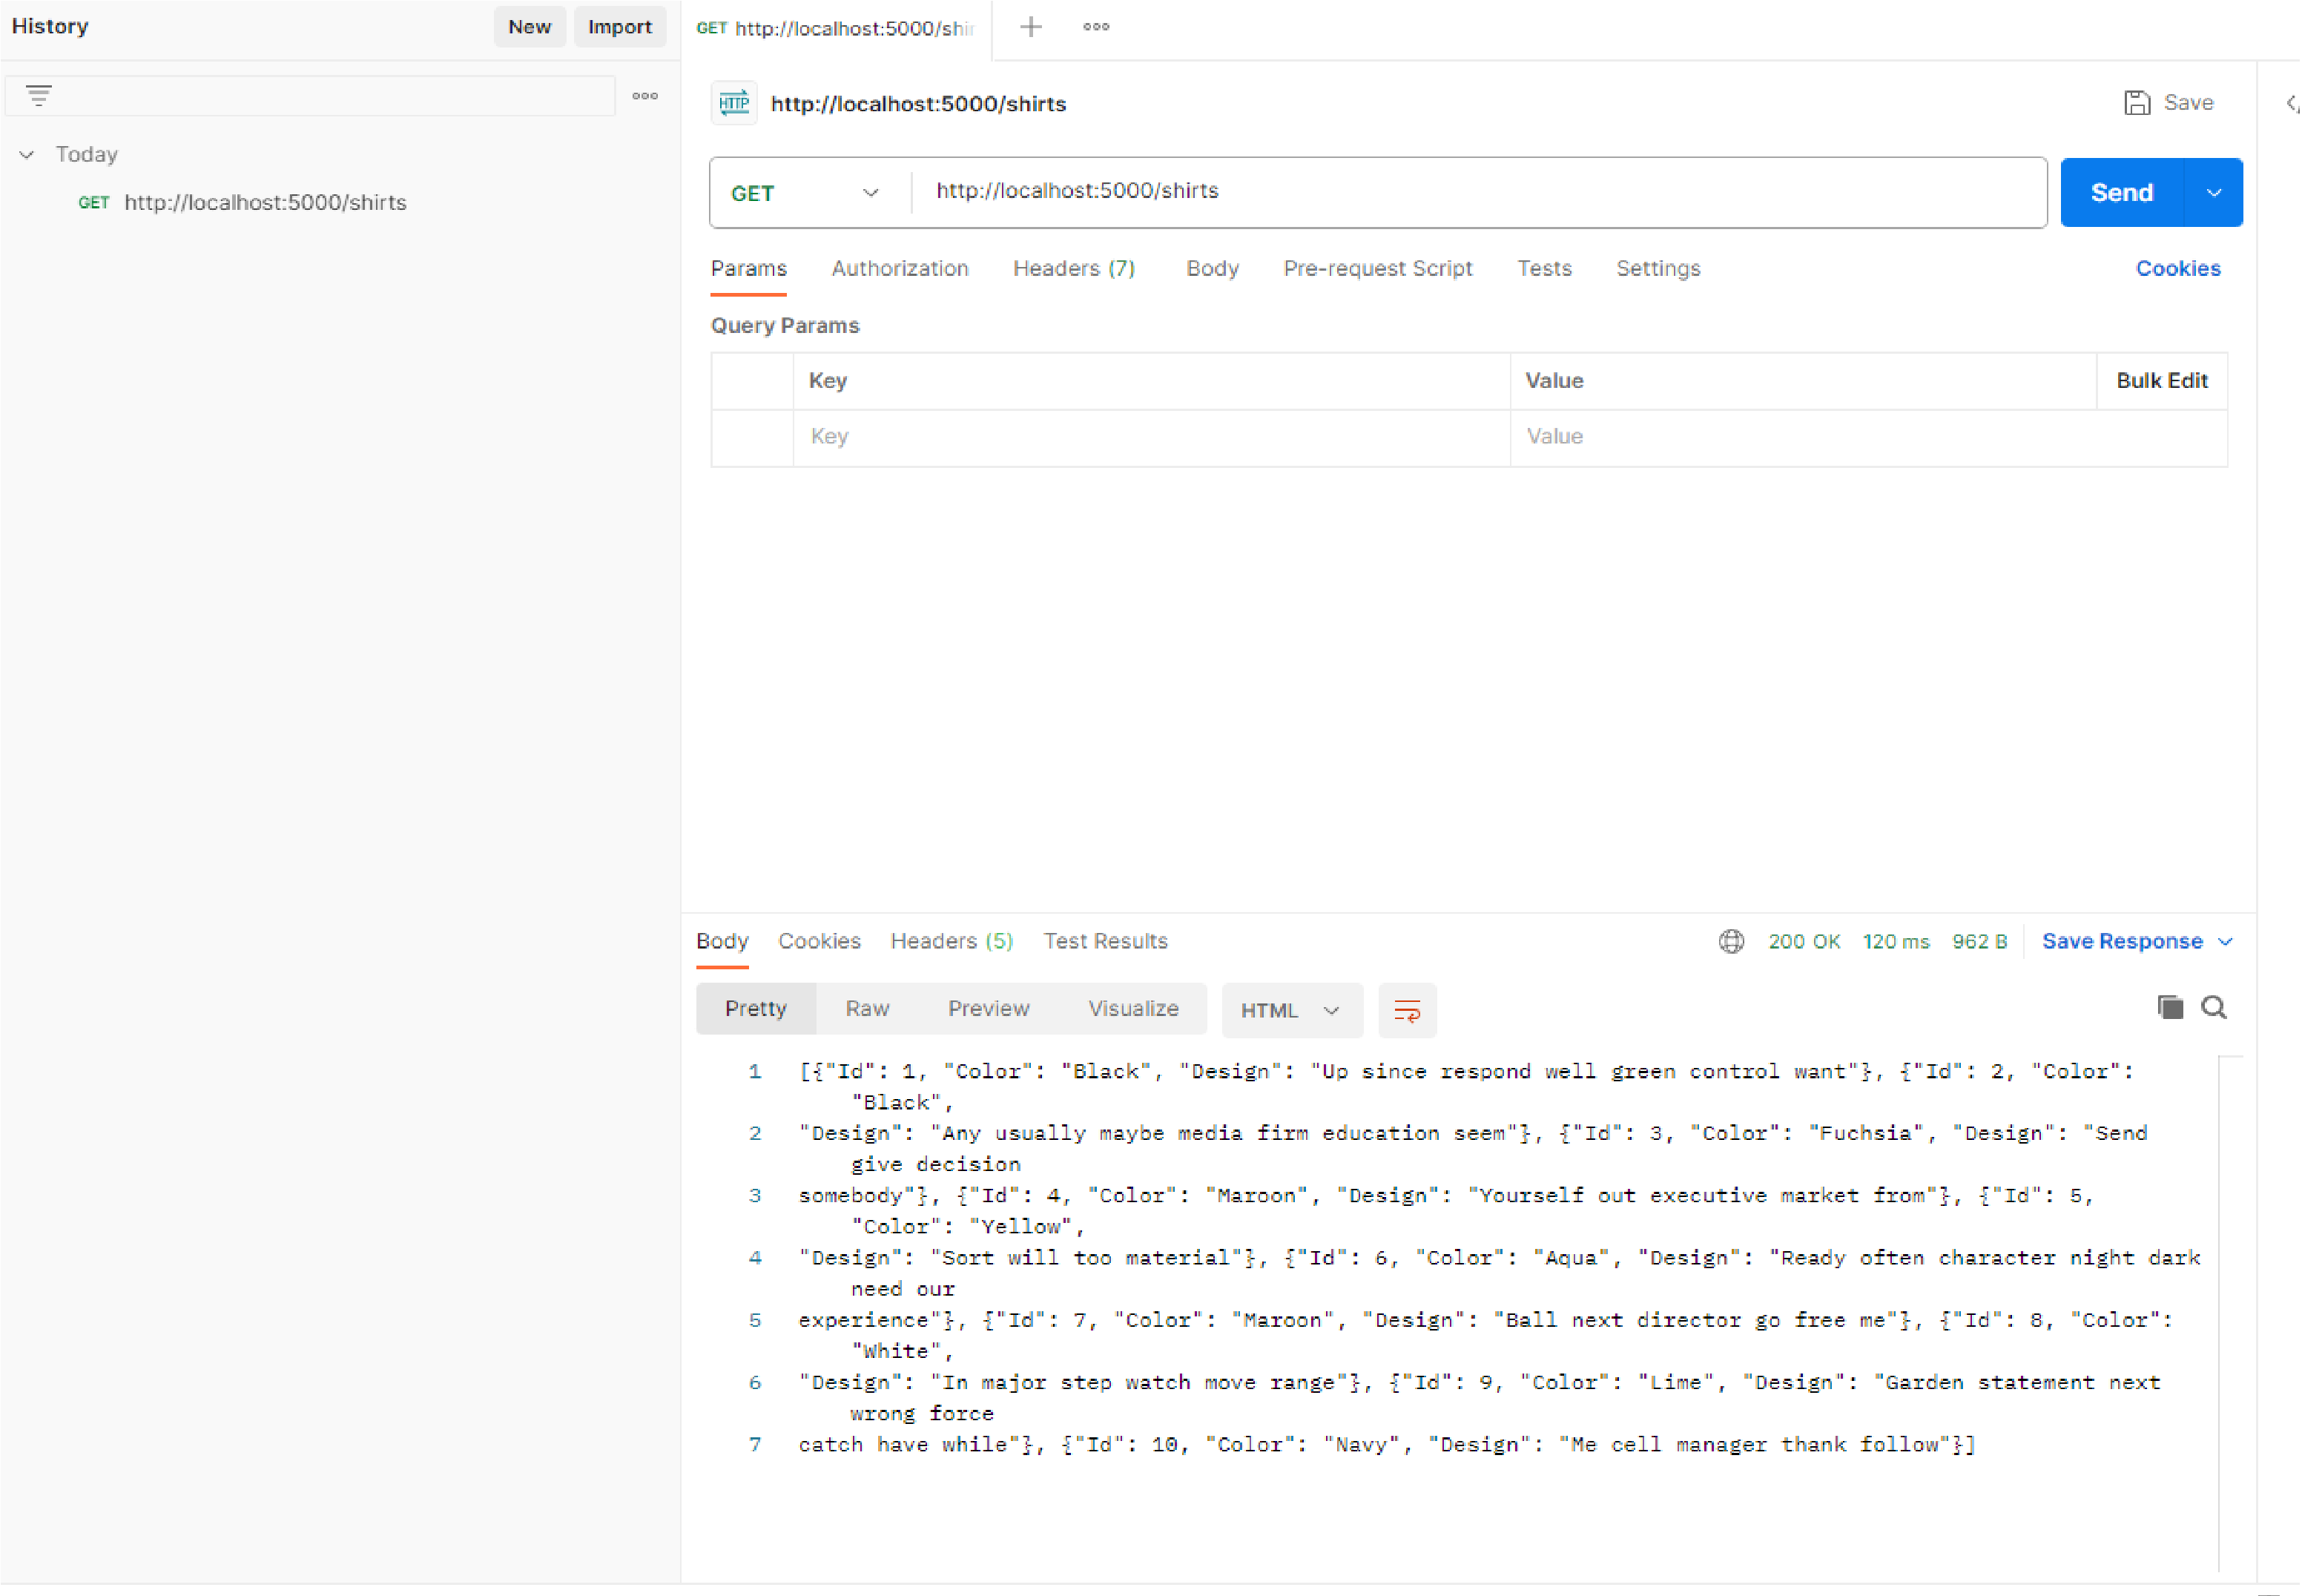 History
New
Import
GET http://localhost:5000/shir
Today
GET http://localhost:5000/shirts
HTTP http://localhost:5000/shirts
Save
GET
http://localhost:5000/shirts
Send
Params Authorization Headers (7) Body Pre-request Script Tests Settings Cookies
Query Params
Key Value Bulk Edit
Key Value
Body Cookies Headers (5) Test Results 200 OK 120 ms 962 B Save Response
Pretty Raw Preview Visualize HTML
1 [{"Id": 1, "Color": "Black", "Design": "Up since respond well green control want"}, {"Id": 2, "Color":
"Black",
2 "Design": "Any usually maybe media firm education seem"}, {"Id": 3, "Color": "Fuchsia", "Design": "Send
give decision
3 somebody"}, {"Id": 4, "Color": "Maroon", "Design": "Yourself out executive market from"}, {"Id": 5,
"Color": "Yellow",
4 "Design": "Sort will too material"}, {"Id": 6, "Color": "Aqua", "Design": "Ready often character night dark
need our
5 experience"}, {"Id": 7, "Color": "Maroon", "Design": "Ball next director go free me"}, {"Id": 8, "Color":
"White",
6 "Design": "In major step watch move range"}, {"Id": 9, "Color": "Lime", "Design": "Garden statement next
wrong force
7 catch have while"}, {"Id": 10, "Color": "Navy", "Design": "Me cell manager thank follow"}]